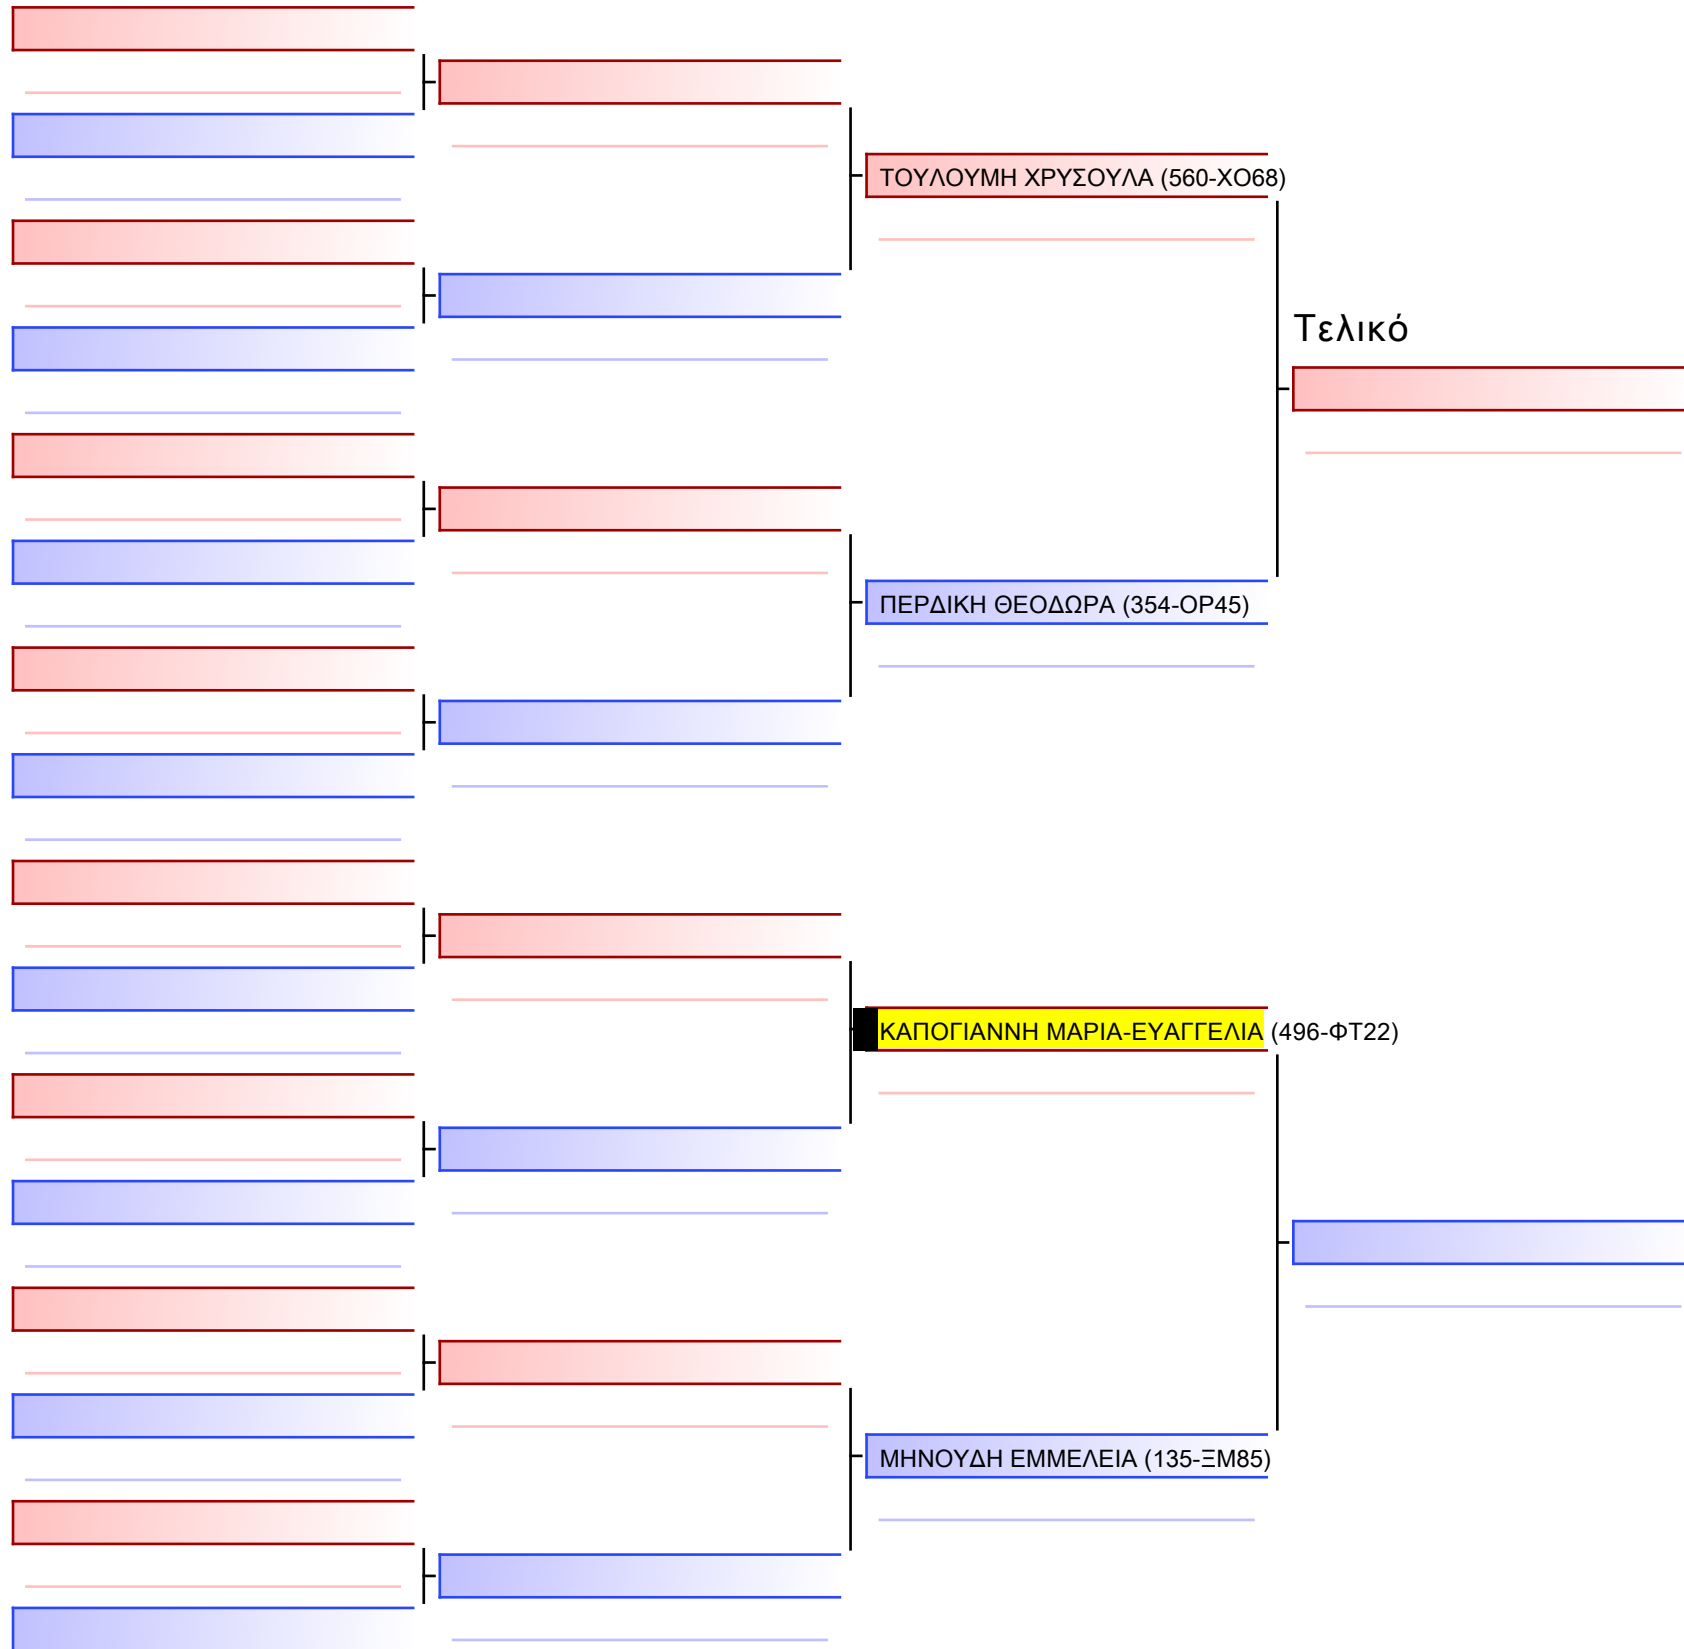 ΤΟΥΛΟΥΜΗ ΧΡΥΣΟΥΛΑ (560-ΧΟ68)
Τελικό
ΠΕΡΔΙΚΗ ΘΕΟΔΩΡΑ (354-ΟΡ45)
ΚΑΠΟΓΙΑΝΝΗ ΜΑΡΙΑ-ΕΥΑΓΓΕΛΙΑ (496-ΦΤ22)
ΜΗΝΟΥΔΗ ΕΜΜΕΛΕΙΑ (135-ΞΜ85)